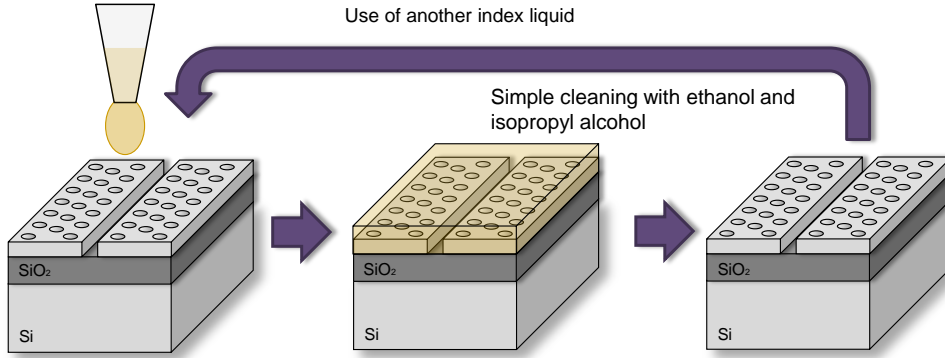 Use of another index liquid
Simple cleaning with ethanol and
isopropyl alcohol
SiO₂
Si
SiO₂
Si
SiO₂
Si